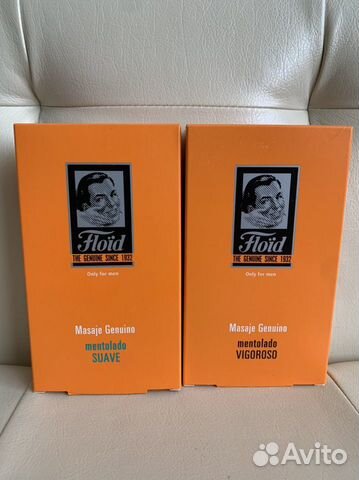 Floïd
THE GENUINE SINCE 1932
Only for men
Masaje Genuino
mentolado
SUAVE
Floïd
THE GENUINE SINCE 1932
Only for men
Masaje Genuino
mentolado
VIGOROSO
Avito